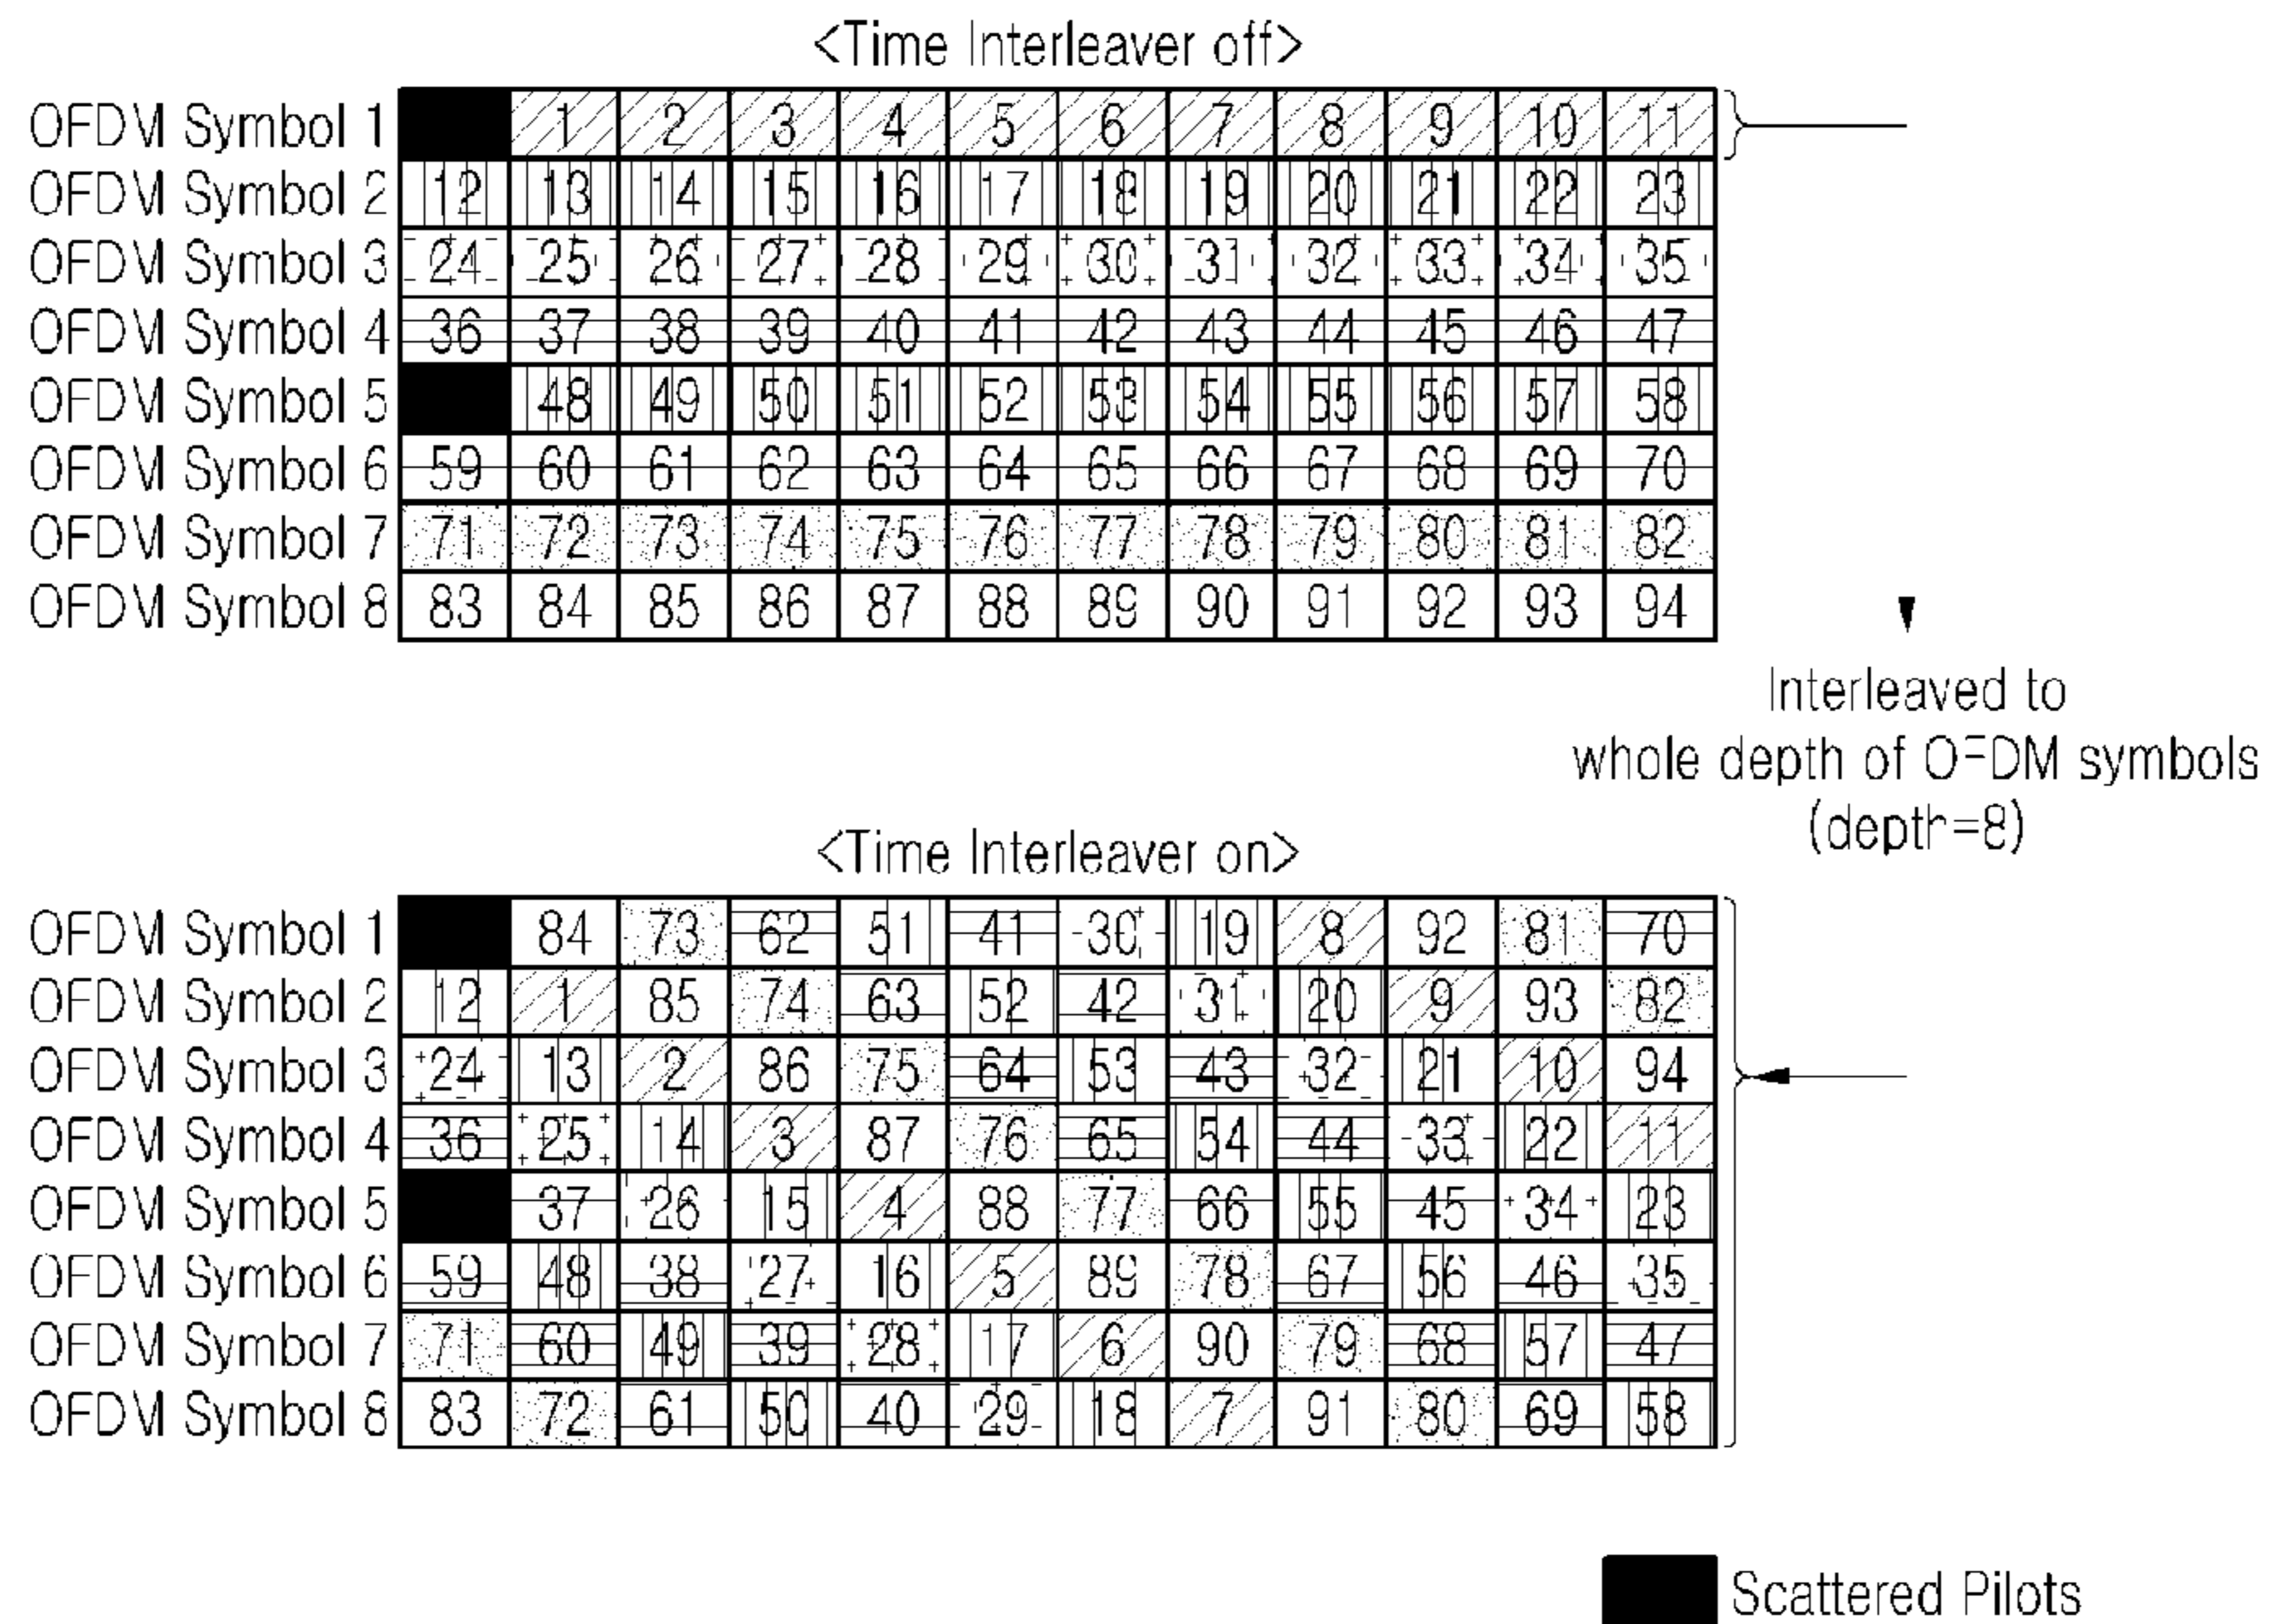 <Time Interleaver off>
OFDM Symbol 1 1 2 3 4 5 6 7 8 9 10 11
OFDM Symbol 2 12 13 14 15 16 17 18 19 20 21 22 23
OFDM Symbol 3 24 25 26 27 28 29 30 31 32 33 34 35
OFDM Symbol 4 36 37 38 39 40 41 42 43 44 45 46 47
OFDM Symbol 5 48 49 50 51 52 53 54 55 56 57 58
OFDM Symbol 6 59 60 61 62 63 64 65 66 67 68 69 70
OFDM Symbol 7 71 72 73 74 75 76 77 78 79 80 81 82
OFDM Symbol 8 83 84 85 86 87 88 89 90 91 92 93 94
Interleaved to
whole depth of OFDM symbols
(depth=8)
<Time Interleaver on>
OFDM Symbol 1 84 73 62 51 41 30 19 8 92 81 70
OFDM Symbol 2 12 1 85 74 63 52 42 31 20 9 93 82
OFDM Symbol 3 24 13 2 86 75 64 53 43 32 21 10 94
OFDM Symbol 4 36 25 14 3 87 76 65 54 44 33 22 11
OFDM Symbol 5 37 26 15 4 88 77 66 55 45 34 23
OFDM Symbol 6 59 48 38 27 16 5 89 78 67 56 46 35
OFDM Symbol 7 71 60 49 39 28 17 6 90 79 68 57 47
OFDM Symbol 8 83 72 61 50 40 29 18 7 91 80 69 58
Scattered Pilots